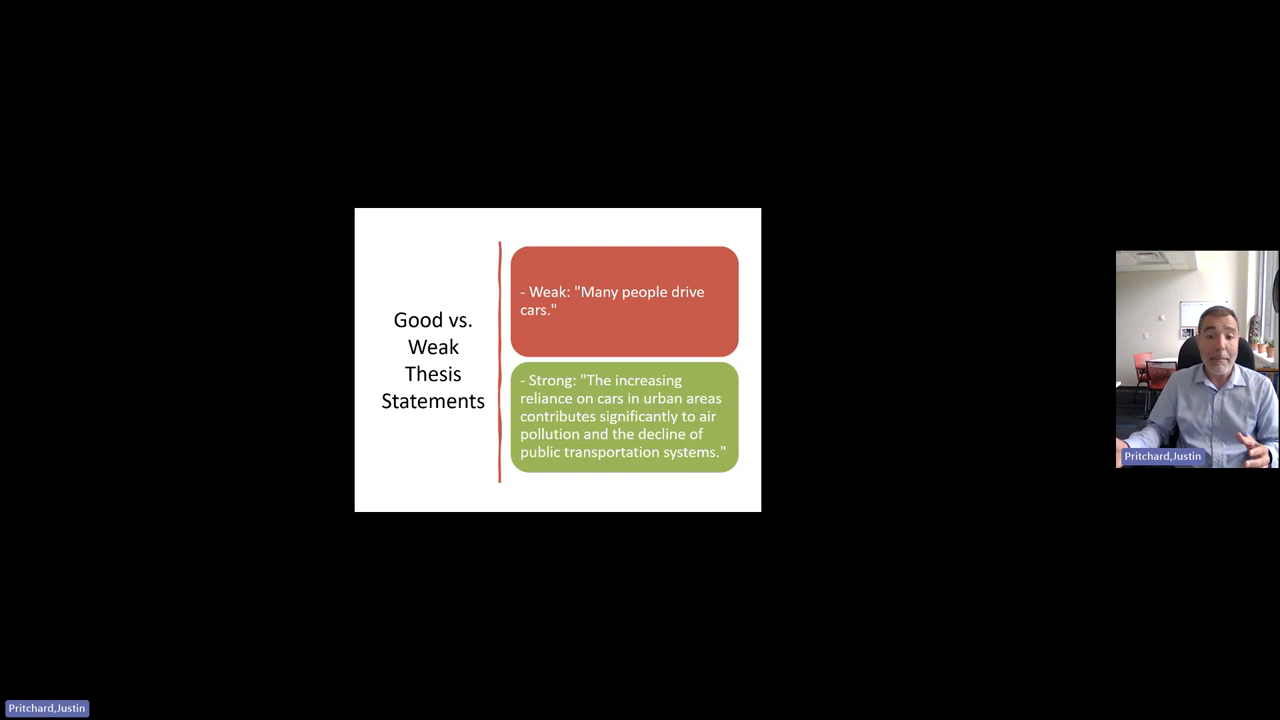 Good vs.
Weak
Thesis
Statements
- Weak: "Many people drive
cars."
- Strong: "The increasing
reliance on cars in urban areas
contributes significantly to air
pollution and the decline of
public transportation systems."
Pritchard,Justin
Pritchard,Justin